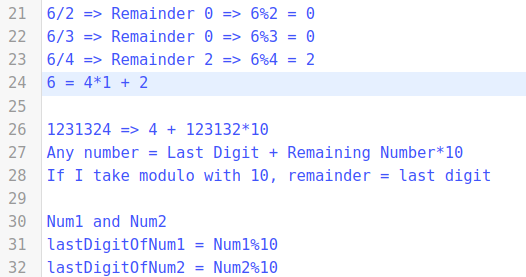 21 6/2 => Remainder 0 => 6%2 = 0
22 6/3 => Remainder 0 => 6%3 = 0
23 6/4 => Remainder 2 => 6%4 = 2
24 6 = 4*1 + 2
25
26 1231324 => 4 + 123132*10
27 Any number = Last Digit + Remaining Number*10
28 If I take modulo with 10, remainder = last digit
29
30 Num1 and Num2
31 lastDigitOfNum1 = Num1%10
32 lastDigitOfNum2 = Num2%10